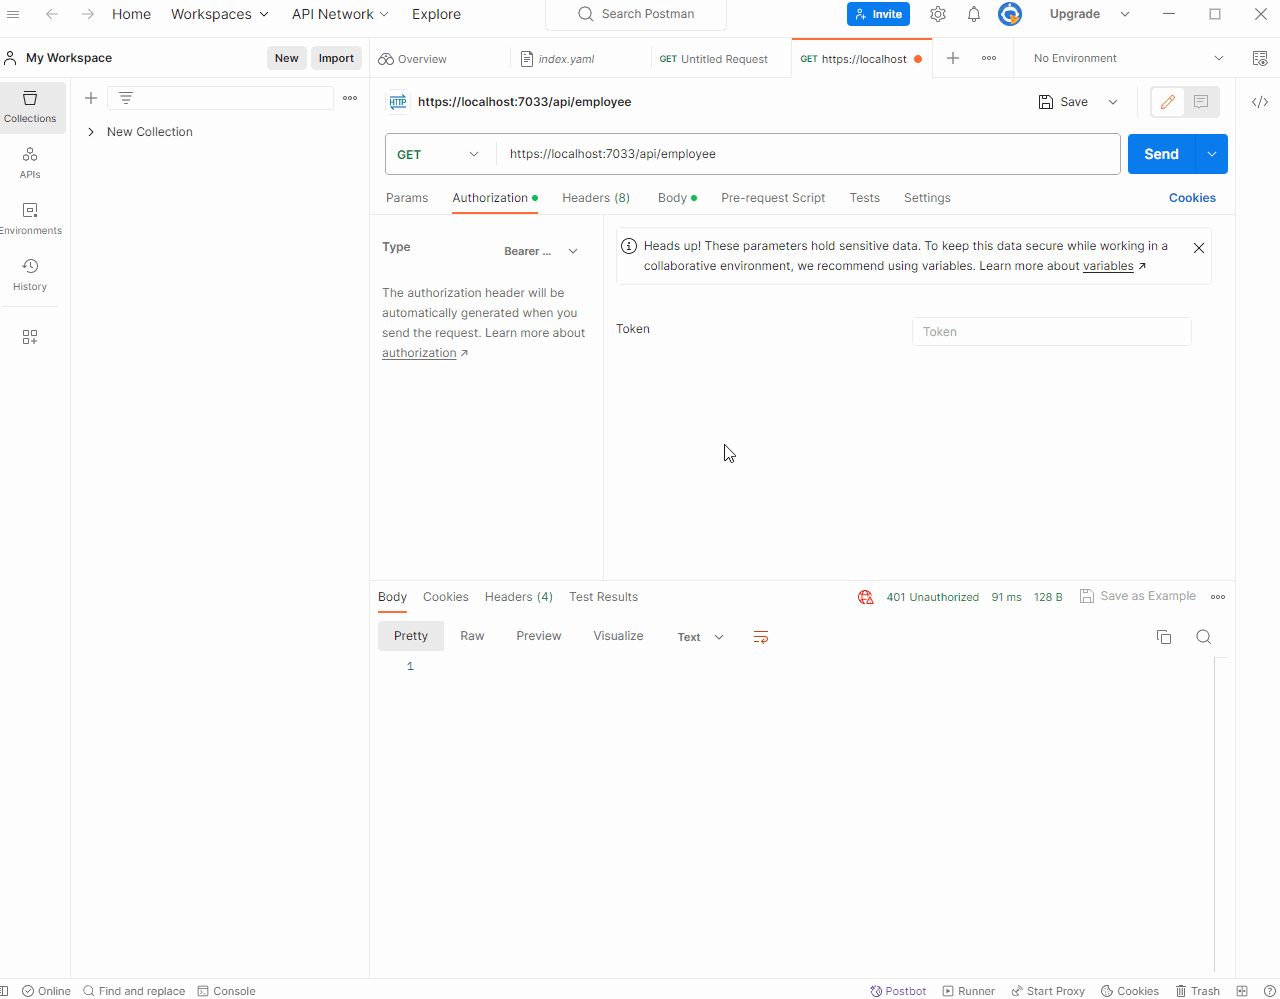 Home Workspaces API Network Explore Search Postman Invite Upgrade
My Workspace New Import Overview index.yaml GET Untitled Request GET https://localhost No Environment
Collections
New Collection
APIs
Environments
History
HTTP https://localhost:7033/api/employee Save
GET https://localhost:7033/api/employee Send
Params Authorization Headers (8) Body Pre-request Script Tests Settings Cookies
Type Bearer ...
The authorization header will be
automatically generated when you
send the request. Learn more about
authorization
Heads up! These parameters hold sensitive data. To keep this data secure while working in a
collaborative environment, we recommend using variables. Learn more about variables
Token Token
Body Cookies Headers (4) Test Results 401 Unauthorized 91 ms 128 B Save as Example
Pretty Raw Preview Visualize Text
1
Online Find and replace Console Postbot Runner Start Proxy Cookies Trash